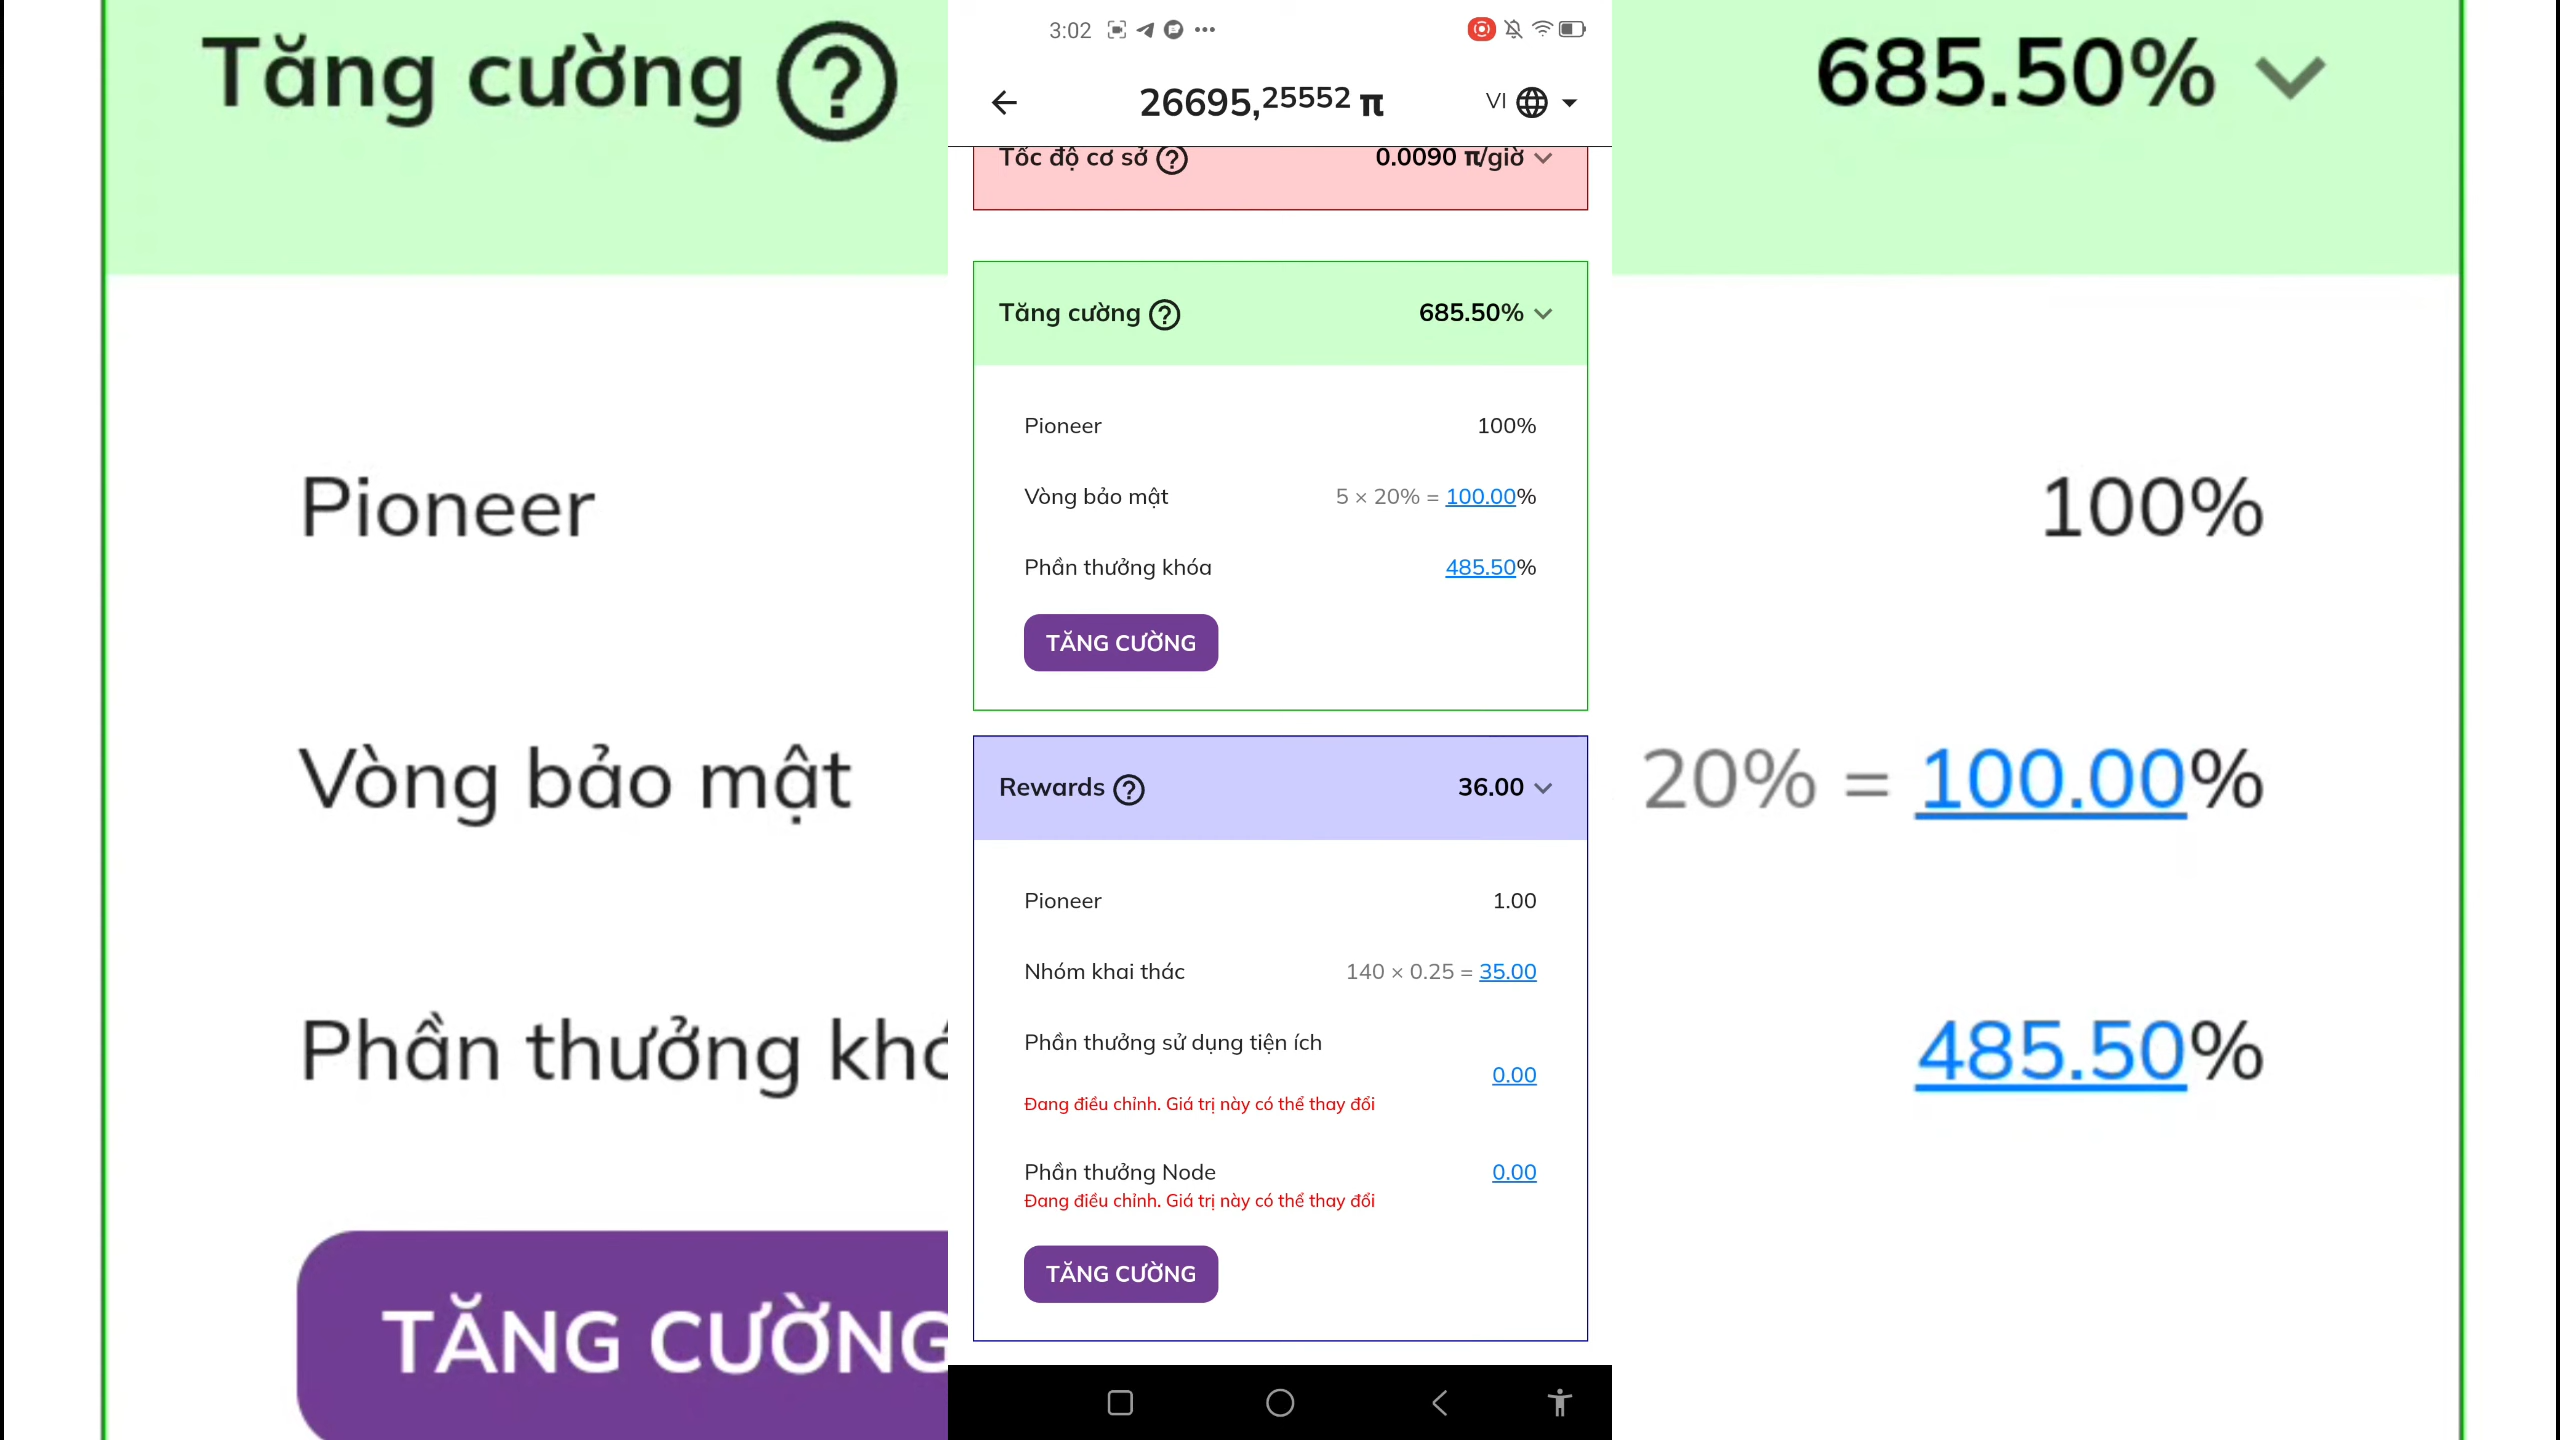 3:02
26695,25552 π
VI
Tốc độ cơ sở ? 0.0090 π/giờ
Tăng cường ? 685.50%
Pioneer 100%
Vòng bảo mật 5 × 20% = 100.00%
Phần thưởng khóa 485.50%
TĂNG CƯỜNG
Rewards ? 36.00
Pioneer 1.00
Nhóm khai thác 140 × 0.25 = 35.00
Phần thưởng sử dụng tiện ích
0.00
Đang điều chỉnh. Giá trị này có thể thay đổi
Phần thưởng Node 0.00
Đang điều chỉnh. Giá trị này có thể thay đổi
TĂNG CƯỜNG
Tăng cường ? 685.50%
Pioneer 100%
Vòng bảo mật 20% = 100.00%
Phần thưởng 485.50%
TĂNG CƯỜNG